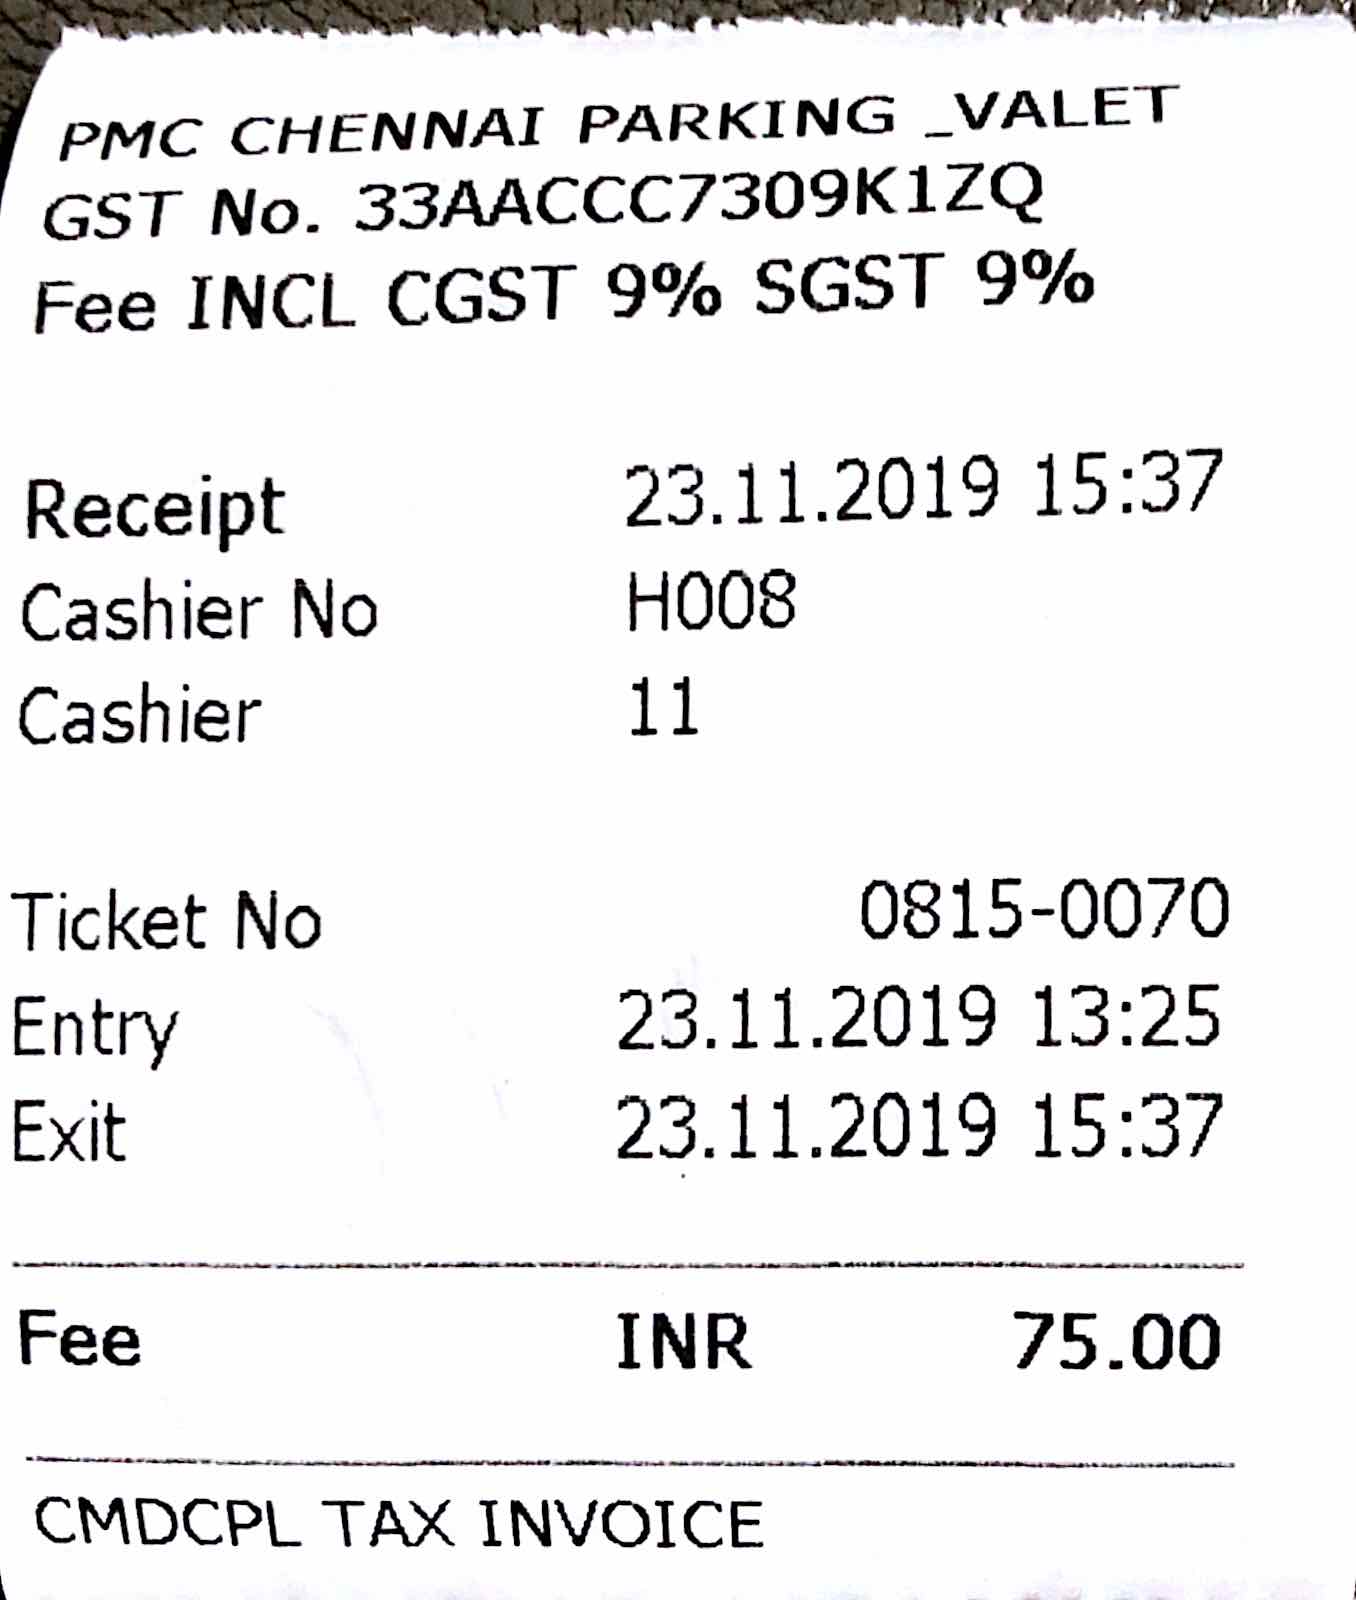 PMC CHENNAI PARKING _VALET
GST No. 33AACCC7309K1ZQ
Fee INCL CGST 9% SGST 9%
Receipt 23.11.2019 15:37
Cashier No H008
Cashier 11
Ticket No 0815-0070
Entry 23.11.2019 13:25
Exit 23.11.2019 15:37
Fee INR 75.00
CMDCPL TAX INVOICE